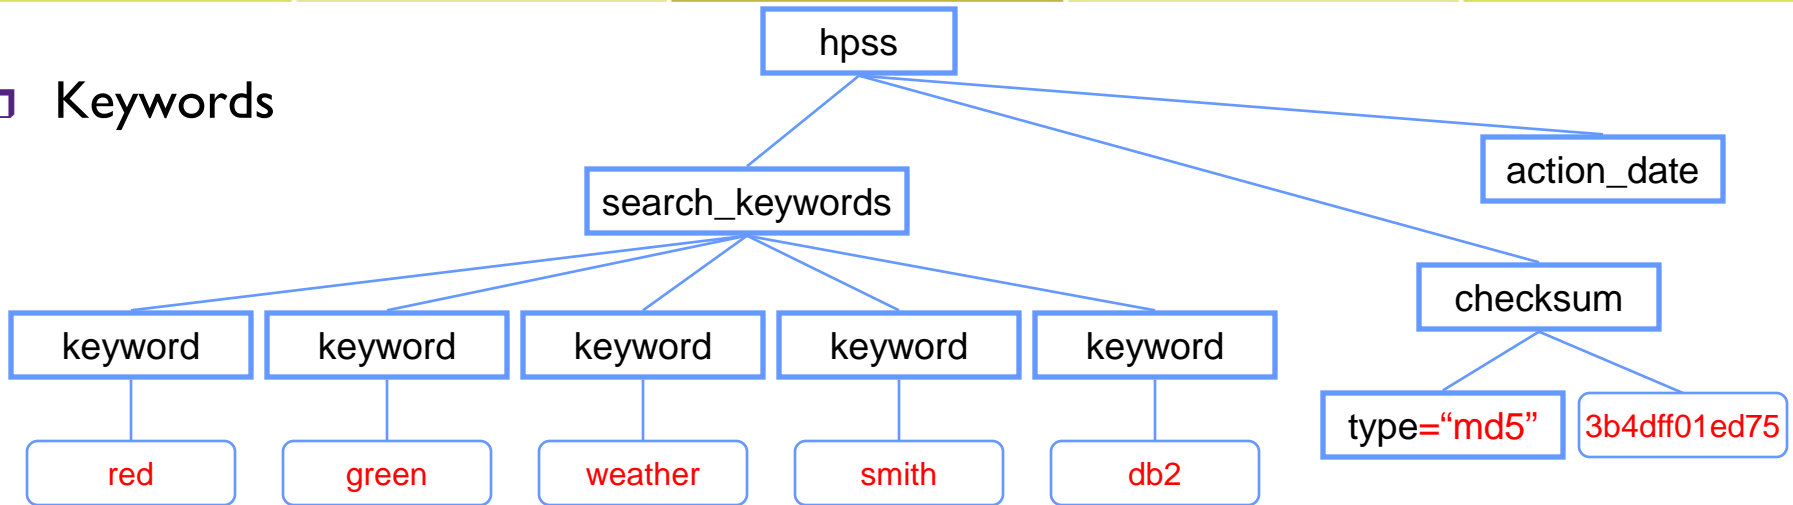 hpss
Keywords
action_date
search_keywords
checksum
keyword keyword keyword keyword keyword
type=“md5” 3b4dff01ed75
red green weather smith db2